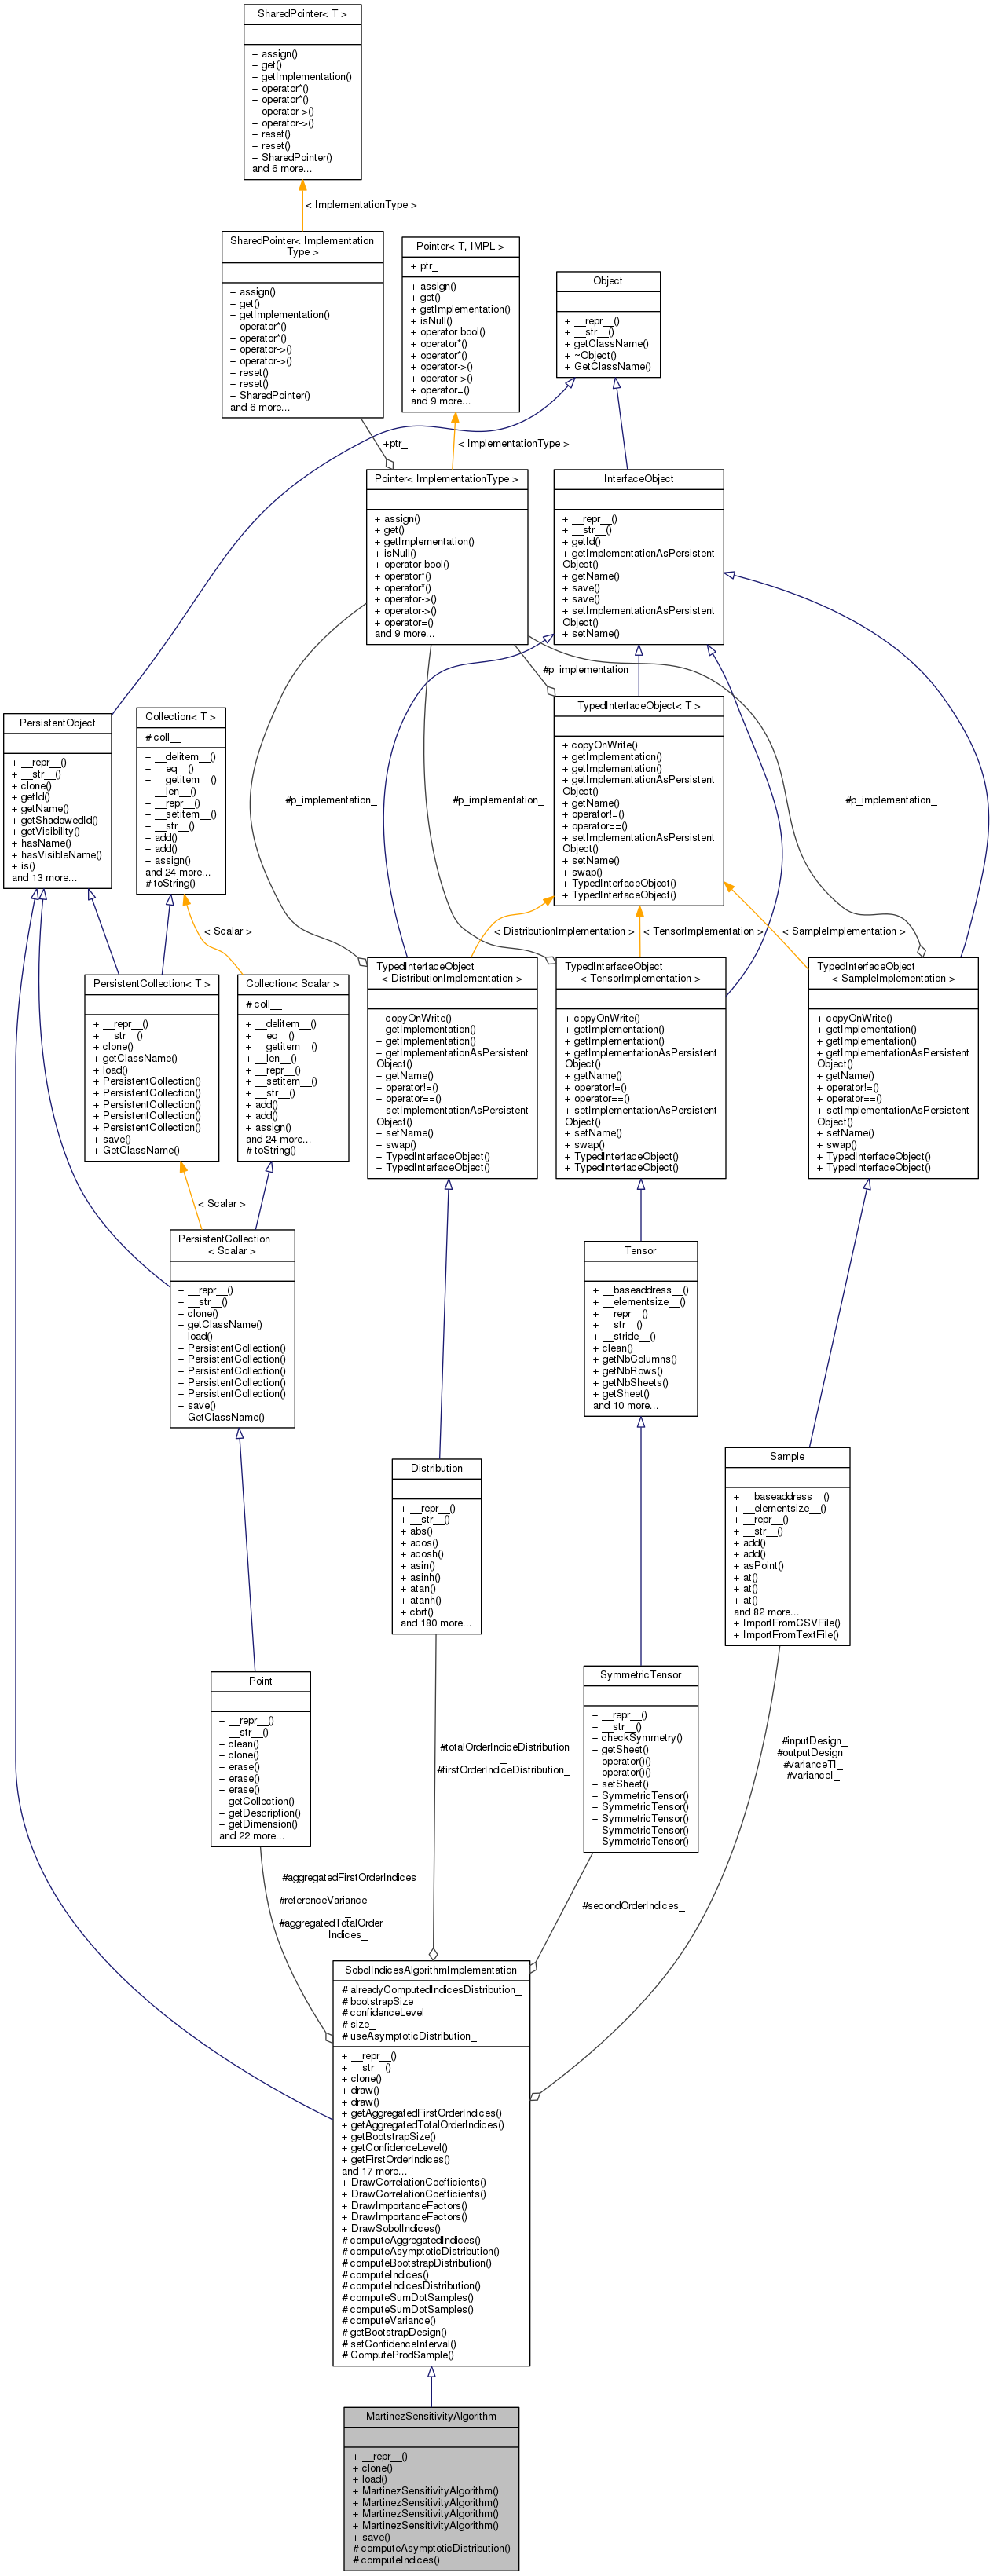 SharedPointer< T >
+ assign()
+ get()
+ getImplementation()
+ operator*()
+ operator*()
+ operator->()
+ operator->()
+ reset()
+ reset()
+ SharedPointer()
and 6 more...
< ImplementationType >
SharedPointer< Implementation
Type >
+ assign()
+ get()
+ getImplementation()
+ operator*()
+ operator*()
+ operator->()
+ operator->()
+ reset()
+ reset()
+ SharedPointer()
and 6 more...
Pointer< T, IMPL >
+ ptr_
+ assign()
+ get()
+ getImplementation()
+ isNull()
+ operator bool()
+ operator*()
+ operator*()
+ operator->()
+ operator->()
+ operator=()
and 9 more...
Object
+ __repr__()
+ __str__()
+ getClassName()
+ ~Object()
+ GetClassName()
+ptr_
< ImplementationType >
Pointer< ImplementationType >
+ assign()
+ get()
+ getImplementation()
+ isNull()
+ operator bool()
+ operator*()
+ operator*()
+ operator->()
+ operator->()
+ operator=()
and 9 more...
InterfaceObject
+ __repr__()
+ __str__()
+ getId()
+ getImplementationAsPersistent
Object()
+ getName()
+ save()
+ save()
+ setImplementationAsPersistent
Object()
+ setName()
#p_implementation_
PersistentObject
+ __repr__()
+ __str__()
+ clone()
+ getId()
+ getName()
+ getShadowedId()
+ getVisibility()
+ hasName()
+ hasVisibleName()
+ is()
and 13 more...
Collection< T >
# coll__
+ __delitem__()
+ __eq__()
+ __getitem__()
+ __len__()
+ __repr__()
+ __setitem__()
+ __str__()
+ add()
+ add()
+ assign()
and 24 more...
# toString()
#p_implementation_
#p_implementation_
TypedInterfaceObject< T >
+ copyOnWrite()
+ getImplementation()
+ getImplementation()
+ getImplementationAsPersistent
Object()
+ getName()
+ operator!=()
+ operator==()
+ setImplementationAsPersistent
Object()
+ setName()
+ swap()
+ TypedInterfaceObject()
+ TypedInterfaceObject()
#p_implementation_
< Scalar >
< DistributionImplementation >
< TensorImplementation >
< SampleImplementation >
PersistentCollection< T >
+ __repr__()
+ __str__()
+ clone()
+ getClassName()
+ load()
+ PersistentCollection()
+ PersistentCollection()
+ PersistentCollection()
+ PersistentCollection()
+ PersistentCollection()
+ save()
+ GetClassName()
Collection< Scalar >
# coll__
+ __delitem__()
+ __eq__()
+ __getitem__()
+ __len__()
+ __repr__()
+ __setitem__()
+ __str__()
+ add()
+ add()
+ assign()
and 24 more...
# toString()
TypedInterfaceObject
< DistributionImplementation >
+ copyOnWrite()
+ getImplementation()
+ getImplementation()
+ getImplementationAsPersistent
Object()
+ getName()
+ operator!=()
+ operator==()
+ setImplementationAsPersistent
Object()
+ setName()
+ swap()
+ TypedInterfaceObject()
+ TypedInterfaceObject()
TypedInterfaceObject
< TensorImplementation >
+ copyOnWrite()
+ getImplementation()
+ getImplementation()
+ getImplementationAsPersistent
Object()
+ getName()
+ operator!=()
+ operator==()
+ setImplementationAsPersistent
Object()
+ setName()
+ swap()
+ TypedInterfaceObject()
+ TypedInterfaceObject()
TypedInterfaceObject
< SampleImplementation >
+ copyOnWrite()
+ getImplementation()
+ getImplementation()
+ getImplementationAsPersistent
Object()
+ getName()
+ operator!=()
+ operator==()
+ setImplementationAsPersistent
Object()
+ setName()
+ swap()
+ TypedInterfaceObject()
+ TypedInterfaceObject()
< Scalar >
PersistentCollection
< Scalar >
+ __repr__()
+ __str__()
+ clone()
+ getClassName()
+ load()
+ PersistentCollection()
+ PersistentCollection()
+ PersistentCollection()
+ PersistentCollection()
+ PersistentCollection()
+ save()
+ GetClassName()
Tensor
+ __baseaddress__()
+ __elementsize__()
+ __repr__()
+ __str__()
+ __stride__()
+ clean()
+ getNbColumns()
+ getNbRows()
+ getNbSheets()
+ getSheet()
and 10 more...
Distribution
+ __repr__()
+ __str__()
+ abs()
+ acos()
+ acosh()
+ asin()
+ asinh()
+ atan()
+ atanh()
+ cbrt()
and 180 more...
Sample
+ __baseaddress__()
+ __elementsize__()
+ __repr__()
+ __str__()
+ add()
+ add()
+ asPoint()
+ at()
+ at()
+ at()
and 82 more...
+ ImportFromCSVFile()
+ ImportFromTextFile()
Point
+ __repr__()
+ __str__()
+ clean()
+ clone()
+ erase()
+ erase()
+ erase()
+ getCollection()
+ getDescription()
+ getDimension()
and 22 more...
SymmetricTensor
+ __repr__()
+ __str__()
+ checkSymmetry()
+ getSheet()
+ operator()()
+ operator()()
+ setSheet()
+ SymmetricTensor()
+ SymmetricTensor()
+ SymmetricTensor()
+ SymmetricTensor()
+ SymmetricTensor()
#totalOrderIndiceDistribution
_
#firstOrderIndiceDistribution_
#inputDesign_
#outputDesign_
#varianceTI_
#varianceI_
#aggregatedFirstOrderIndices
_
#referenceVariance
_
#aggregatedTotalOrder
Indices_
#secondOrderIndices_
SobolIndicesAlgorithmImplementation
# alreadyComputedIndicesDistribution_
# bootstrapSize_
# confidenceLevel_
# size_
# useAsymptoticDistribution_
+ __repr__()
+ __str__()
+ clone()
+ draw()
+ draw()
+ getAggregatedFirstOrderIndices()
+ getAggregatedTotalOrderIndices()
+ getBootstrapSize()
+ getConfidenceLevel()
+ getFirstOrderIndices()
and 17 more...
+ DrawCorrelationCoefficients()
+ DrawCorrelationCoefficients()
+ DrawImportanceFactors()
+ DrawImportanceFactors()
+ DrawSobolIndices()
# computeAggregatedIndices()
# computeAsymptoticDistribution()
# computeBootstrapDistribution()
# computeIndices()
# computeIndicesDistribution()
# computeSumDotSamples()
# computeSumDotSamples()
# computeVariance()
# getBootstrapDesign()
# setConfidenceInterval()
# ComputeProdSample()
MartinezSensitivityAlgorithm
+ __repr__()
+ clone()
+ load()
+ MartinezSensitivityAlgorithm()
+ MartinezSensitivityAlgorithm()
+ MartinezSensitivityAlgorithm()
+ MartinezSensitivityAlgorithm()
+ save()
# computeAsymptoticDistribution()
# computeIndices()